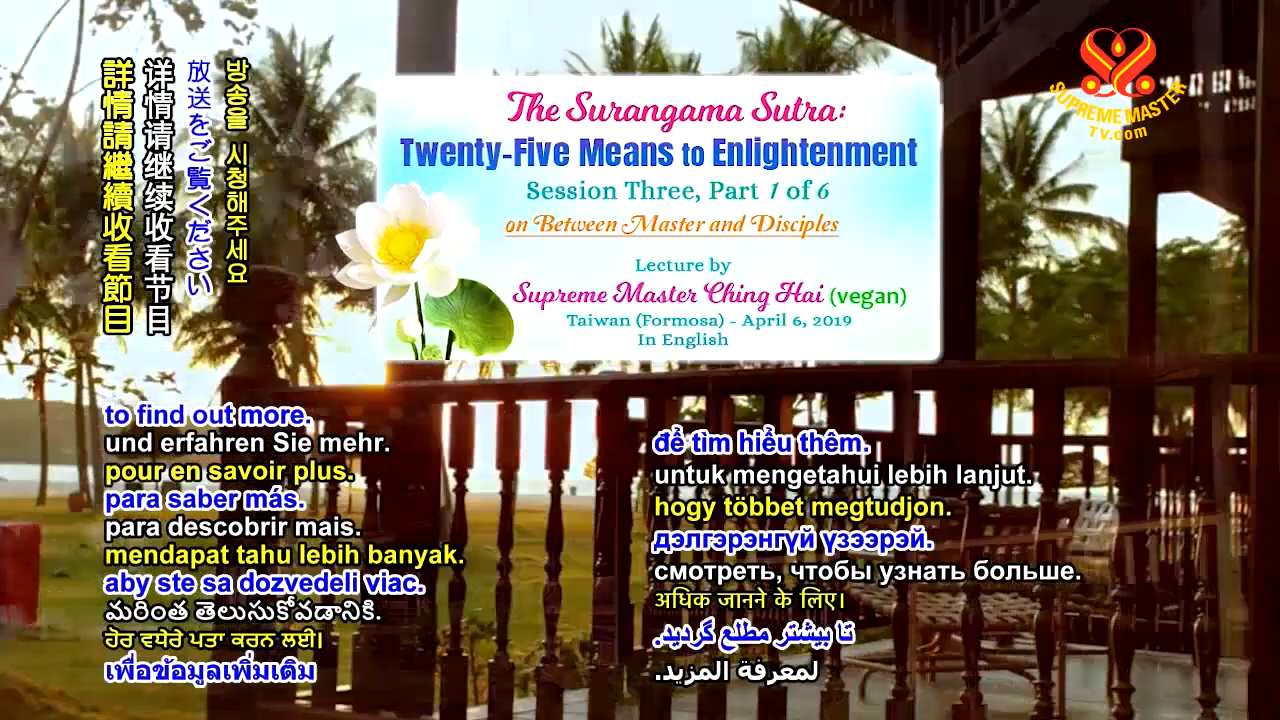 詳情請繼續收看節目
详情请继续收看节目
放送をご覧ください
방송을 시청해주세요
The Surangama Sutra:
Twenty-Five Means to Enlightenment
Session Three, Part 1 of 6
on Between Master and Disciples
Lecture by
Supreme Master Ching Hai (vegan)
Taiwan (Formosa) - April 6, 2019
In English
SUPREME MASTER
TV.com
to find out more.
und erfahren Sie mehr.
pour en savoir plus.
para saber más.
para descobrir mais.
mendapat tahu lebih banyak.
aby ste sa dozvedeli viac.
మరింత తెలుసుకోవడానికి.
ਹੋਰ ਵਧੇਰੇ ਪਤਾ ਕਰਨ ਲਈ।
เพื่อข้อมูลเพิ่มเติม
để tìm hiểu thêm.
untuk mengetahui lebih lanjut.
hogy többet megtudjon.
дэлгэрэнгүй үзээрэй.
смотреть, чтобы узнать больше.
अधिक जानने के लिए।
تا بیشتر مطلع گردید.
لمعرفة المزيد.